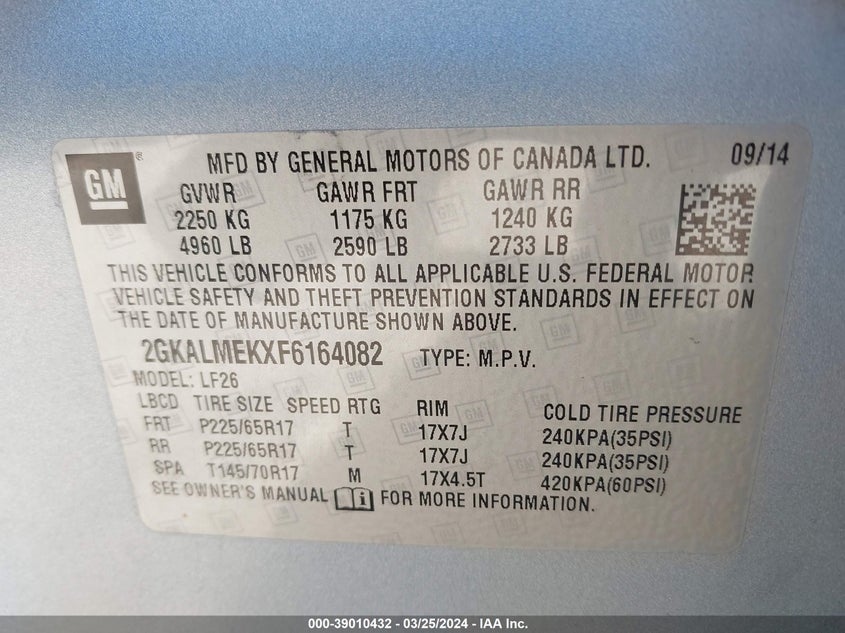 GM ® MFD BY GENERAL MOTORS OF CANADA LTD. 09/14
GVWR GAWR FRT GAWR RR
2250 KG 1175 KG 1240 KG
4960 LB 2590 LB 2733 LB
THIS VEHICLE CONFORMS TO ALL APPLICABLE U.S. FEDERAL MOTOR
VEHICLE SAFETY AND THEFT PREVENTION STANDARDS IN EFFECT ON
THE DATE OF MANUFACTURE SHOWN ABOVE.
2GKALMEKXF6164082 TYPE: M.P.V.
MODEL: LF26
LBCD TIRE SIZE SPEED RTG RIM COLD TIRE PRESSURE
FRT P225/65R17 T 17X7J 240KPA(35PSI)
RR P225/65R17 T 17X7J 240KPA(35PSI)
SPA T145/70R17 M 17X4.5T 420KPA(60PSI)
SEE OWNER'S MANUAL FOR MORE INFORMATION.
000-39010432 - 03/25/2024 - IAA Inc.